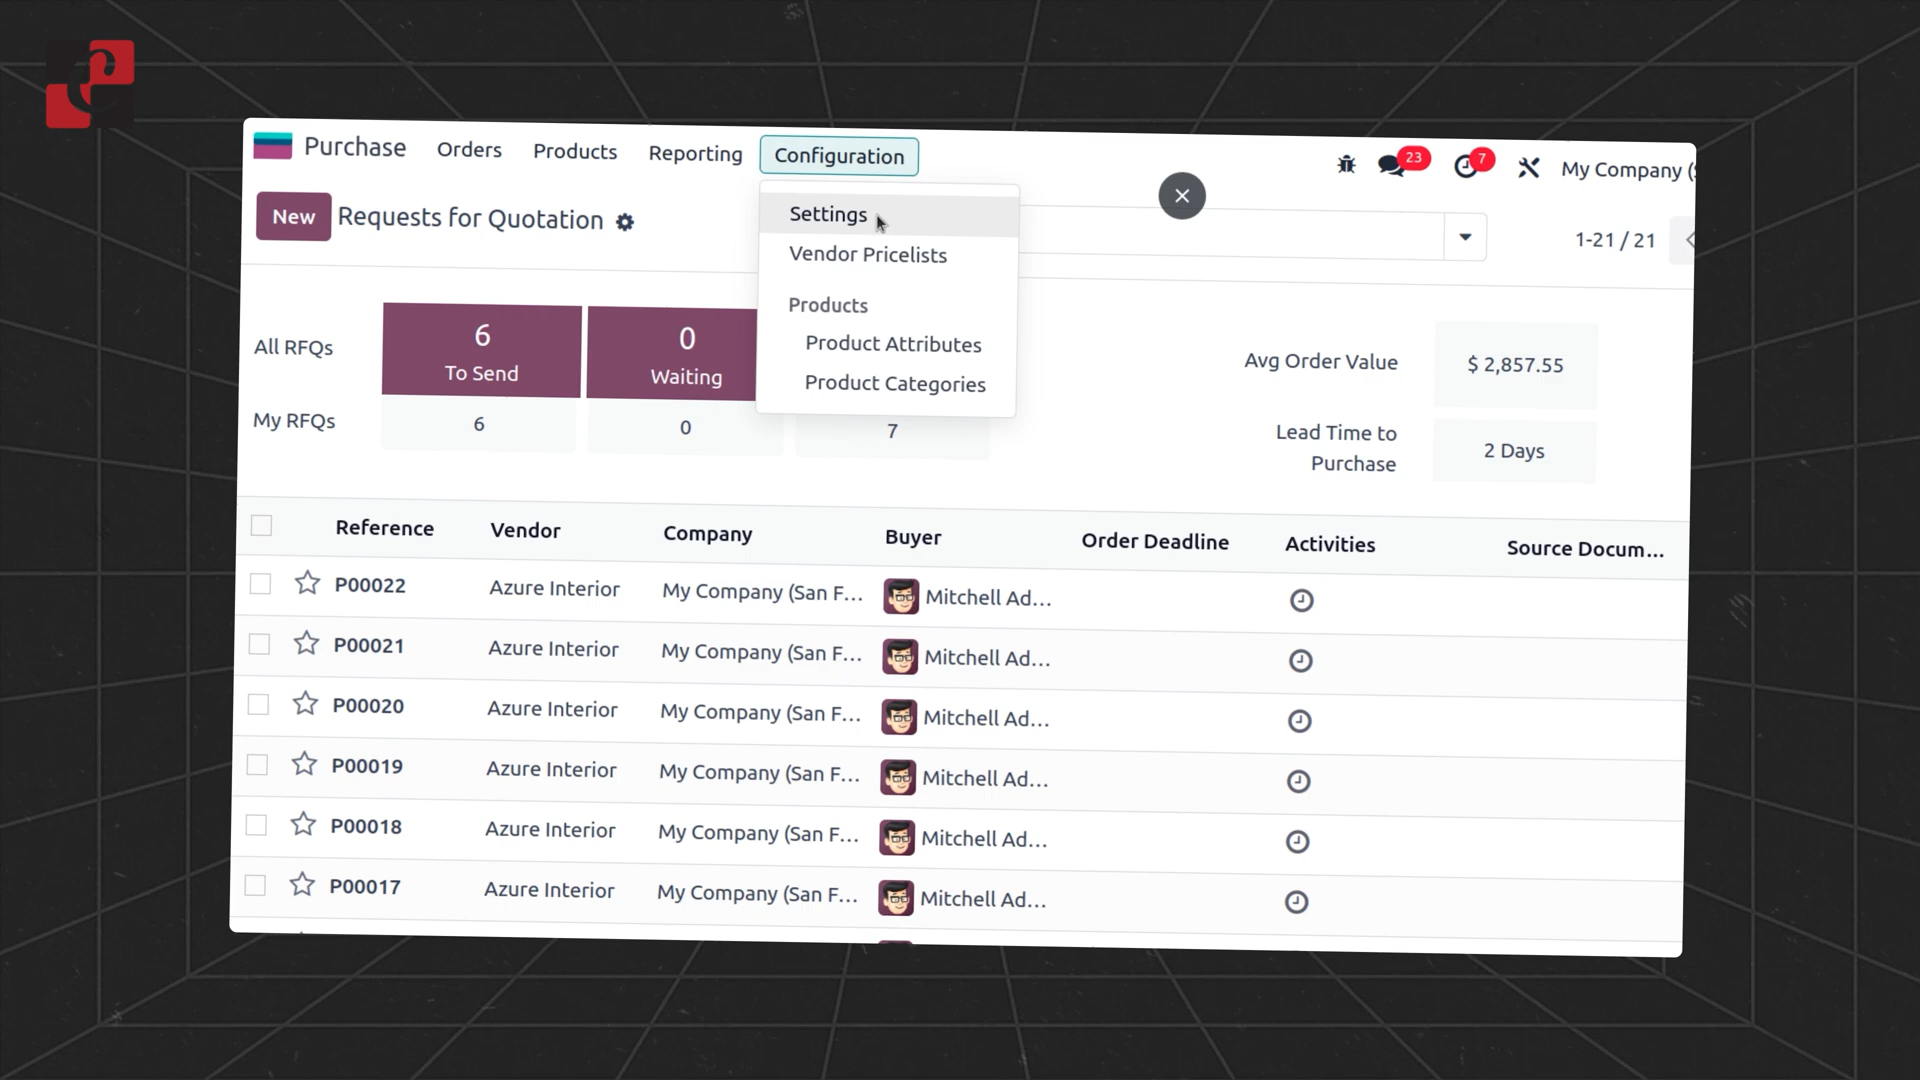 Purchase Orders Products Reporting Configuration 23 7 My Company (
New Requests for Quotation 1-21 / 21
Settings
Vendor Pricelists
Products
Product Attributes
Product Categories
All RFQs 6 To Send 0 Waiting
My RFQs 6 0 7
Avg Order Value $ 2,857.55
Lead Time to Purchase 2 Days
Reference Vendor Company Buyer Order Deadline Activities Source Docum...
P00022 Azure Interior My Company (San F... Mitchell Ad...
P00021 Azure Interior My Company (San F... Mitchell Ad...
P00020 Azure Interior My Company (San F... Mitchell Ad...
P00019 Azure Interior My Company (San F... Mitchell Ad...
P00018 Azure Interior My Company (San F... Mitchell Ad...
P00017 Azure Interior My Company (San F... Mitchell Ad...